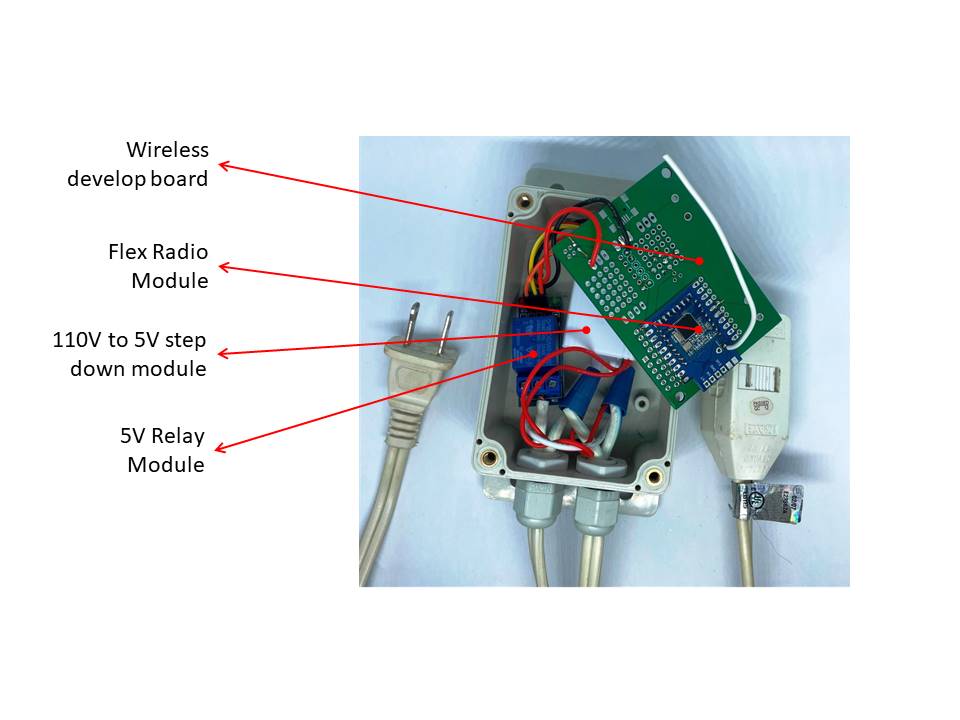 Wireless
develop board
Flex Radio
Module
110V to 5V step
down module
5V Relay
Module